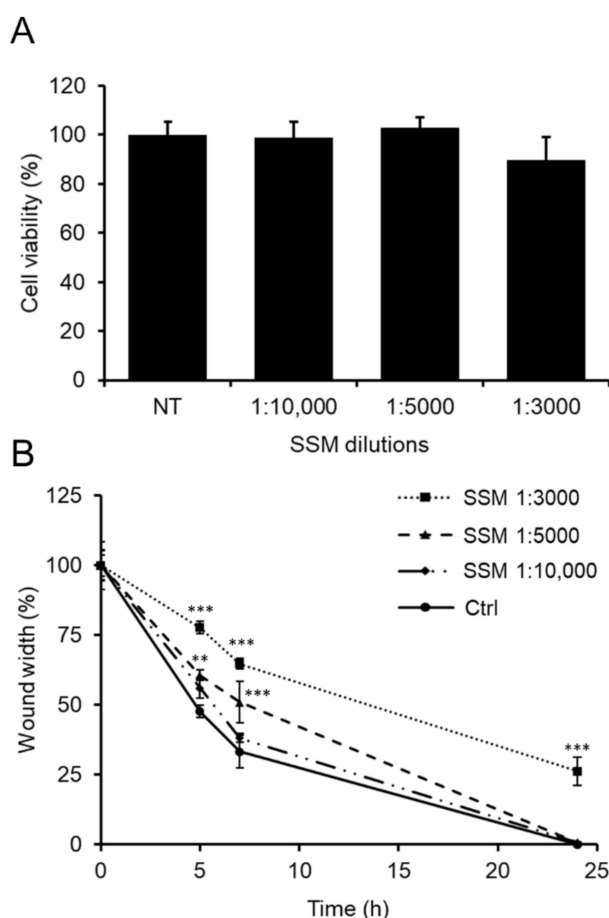 A
120
100
80
60
40
20
0
Cell viability (%)
NT 1:10,000 1:5000 1:3000
SSM dilutions
B
125
100
75
50
25
0
Wound width (%)
SSM 1:3000
SSM 1:5000
SSM 1:10,000
Ctrl
***
***
**
***
***
0 5 10 15 20 25
Time (h)